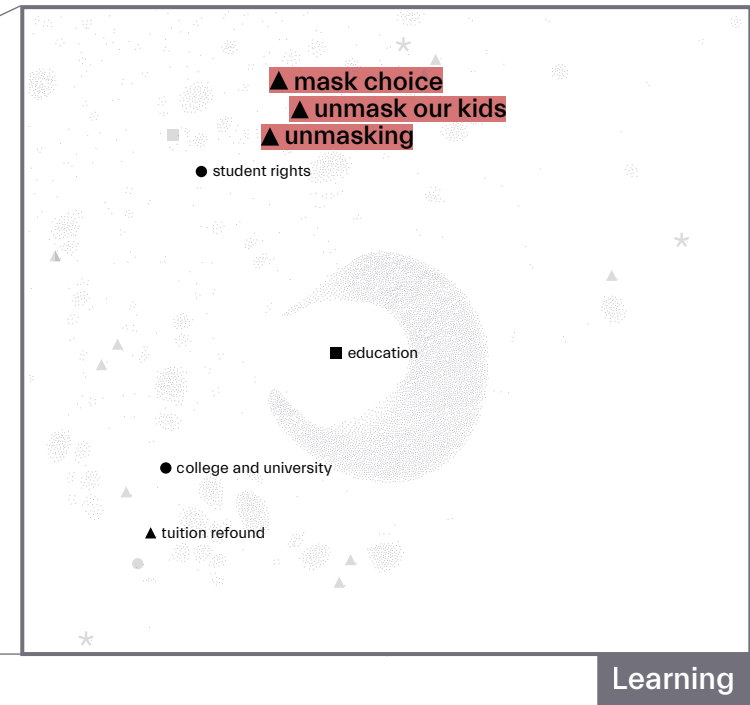 mask choice
unmask our kids
unmasking
student rights
education
college and university
tuition refound
Learning